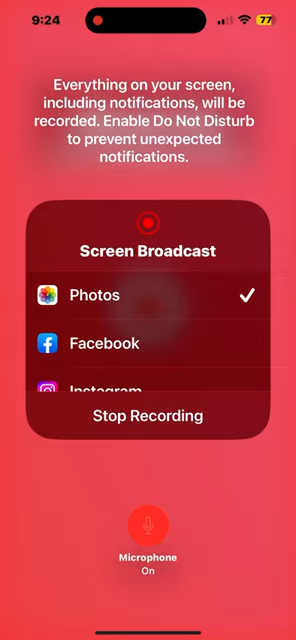 9:24
77
Everything on your screen,
including notifications, will be
recorded. Enable Do Not Disturb
to prevent unexpected
notifications.
Screen Broadcast
Photos
Facebook
Instagram
Stop Recording
Microphone
On